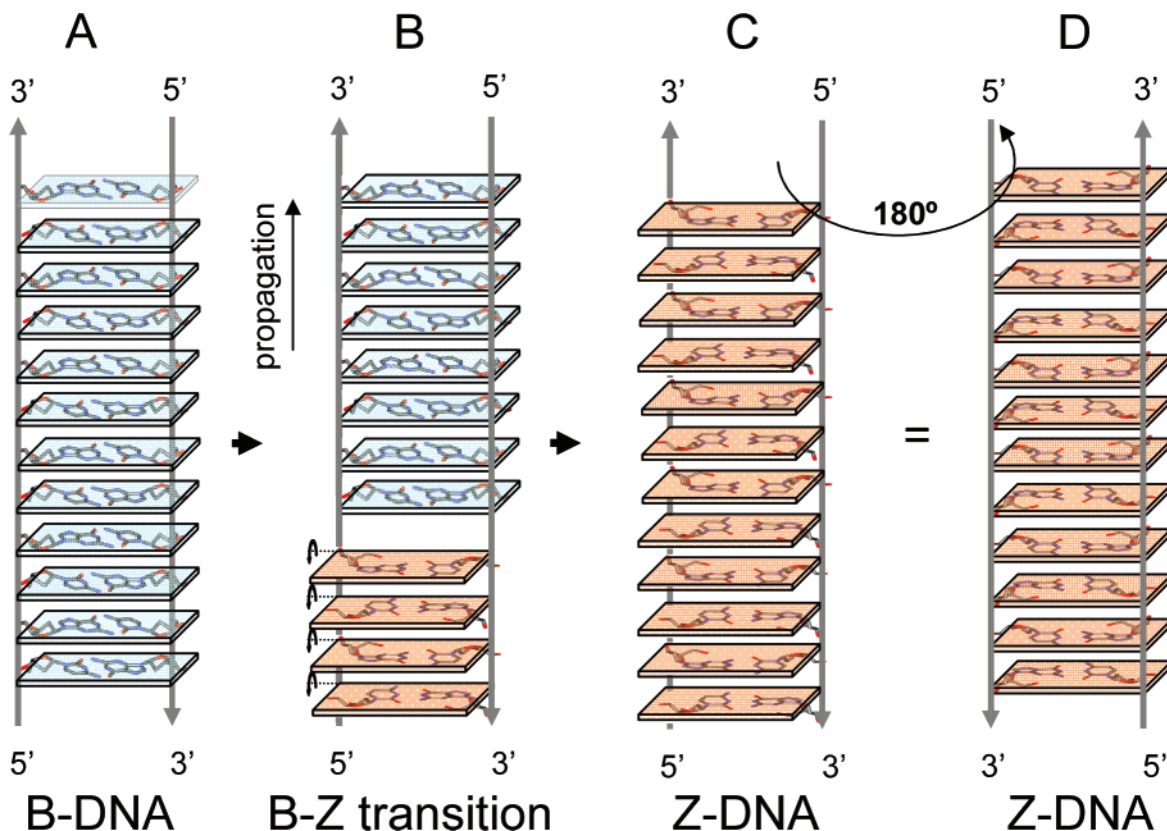 A B C D
3’ 5’ 3’ 5’ 3’ 5’ 5’ 3’
propagation
180º
=
5’ 3’ 5’ 3’ 5’ 3’ 3’ 5’
B-DNA B-Z transition Z-DNA Z-DNA